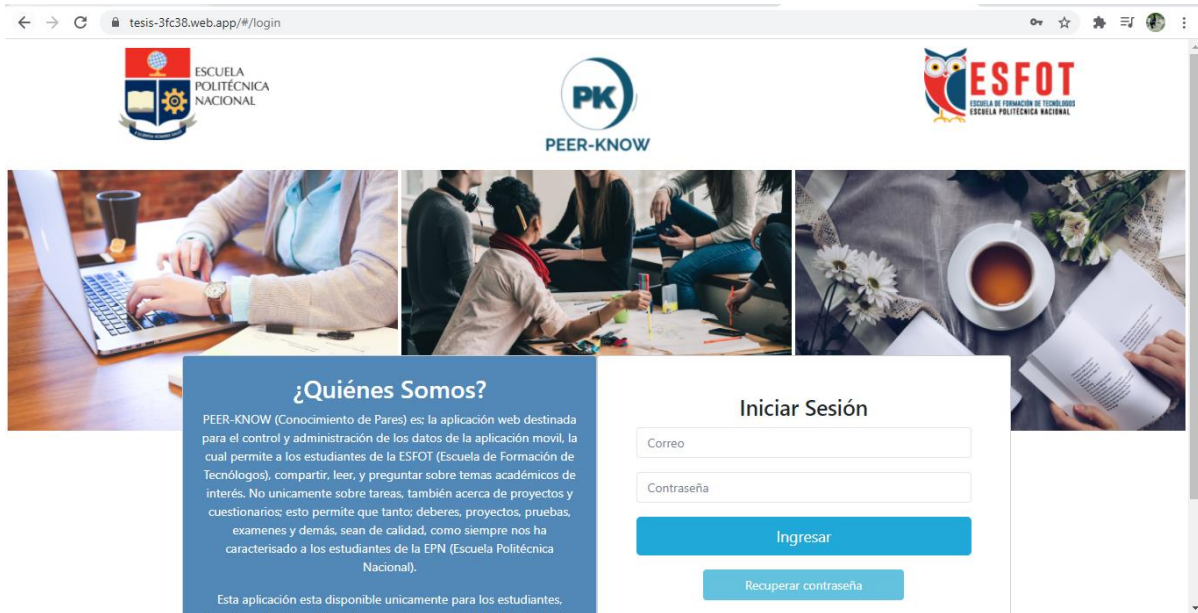 tesis-3fc38.web.app/#/login
ESCUELA
POLITÉCNICA
NACIONAL
PK
PEER-KNOW
ESFOT
ESCUELA DE FORMACIÓN DE TECNÓLOGOS
ESCUELA POLITÉCNICA NACIONAL
¿Quiénes Somos?
PEER-KNOW (Conocimiento de Pares) es; la aplicación web destinada
para el control y administración de los datos de la aplicación movil, la
cual permite a los estudiantes de la ESFOT (Escuela de Formación de
Tecnólogos), compartir, leer, y preguntar sobre temas académicos de
interés. No unicamente sobre tareas, también acerca de proyectos y
cuestionarios; esto permite que tanto; deberes, proyectos, pruebas,
examenes y demás, sean de calidad, como siempre nos ha
caracterisado a los estudiantes de la EPN (Escuela Politécnica
Nacional).
Esta aplicación esta disponible unicamente para los estudiantes,
Iniciar Sesión
Correo
Contraseña
Ingresar
Recuperar contraseña